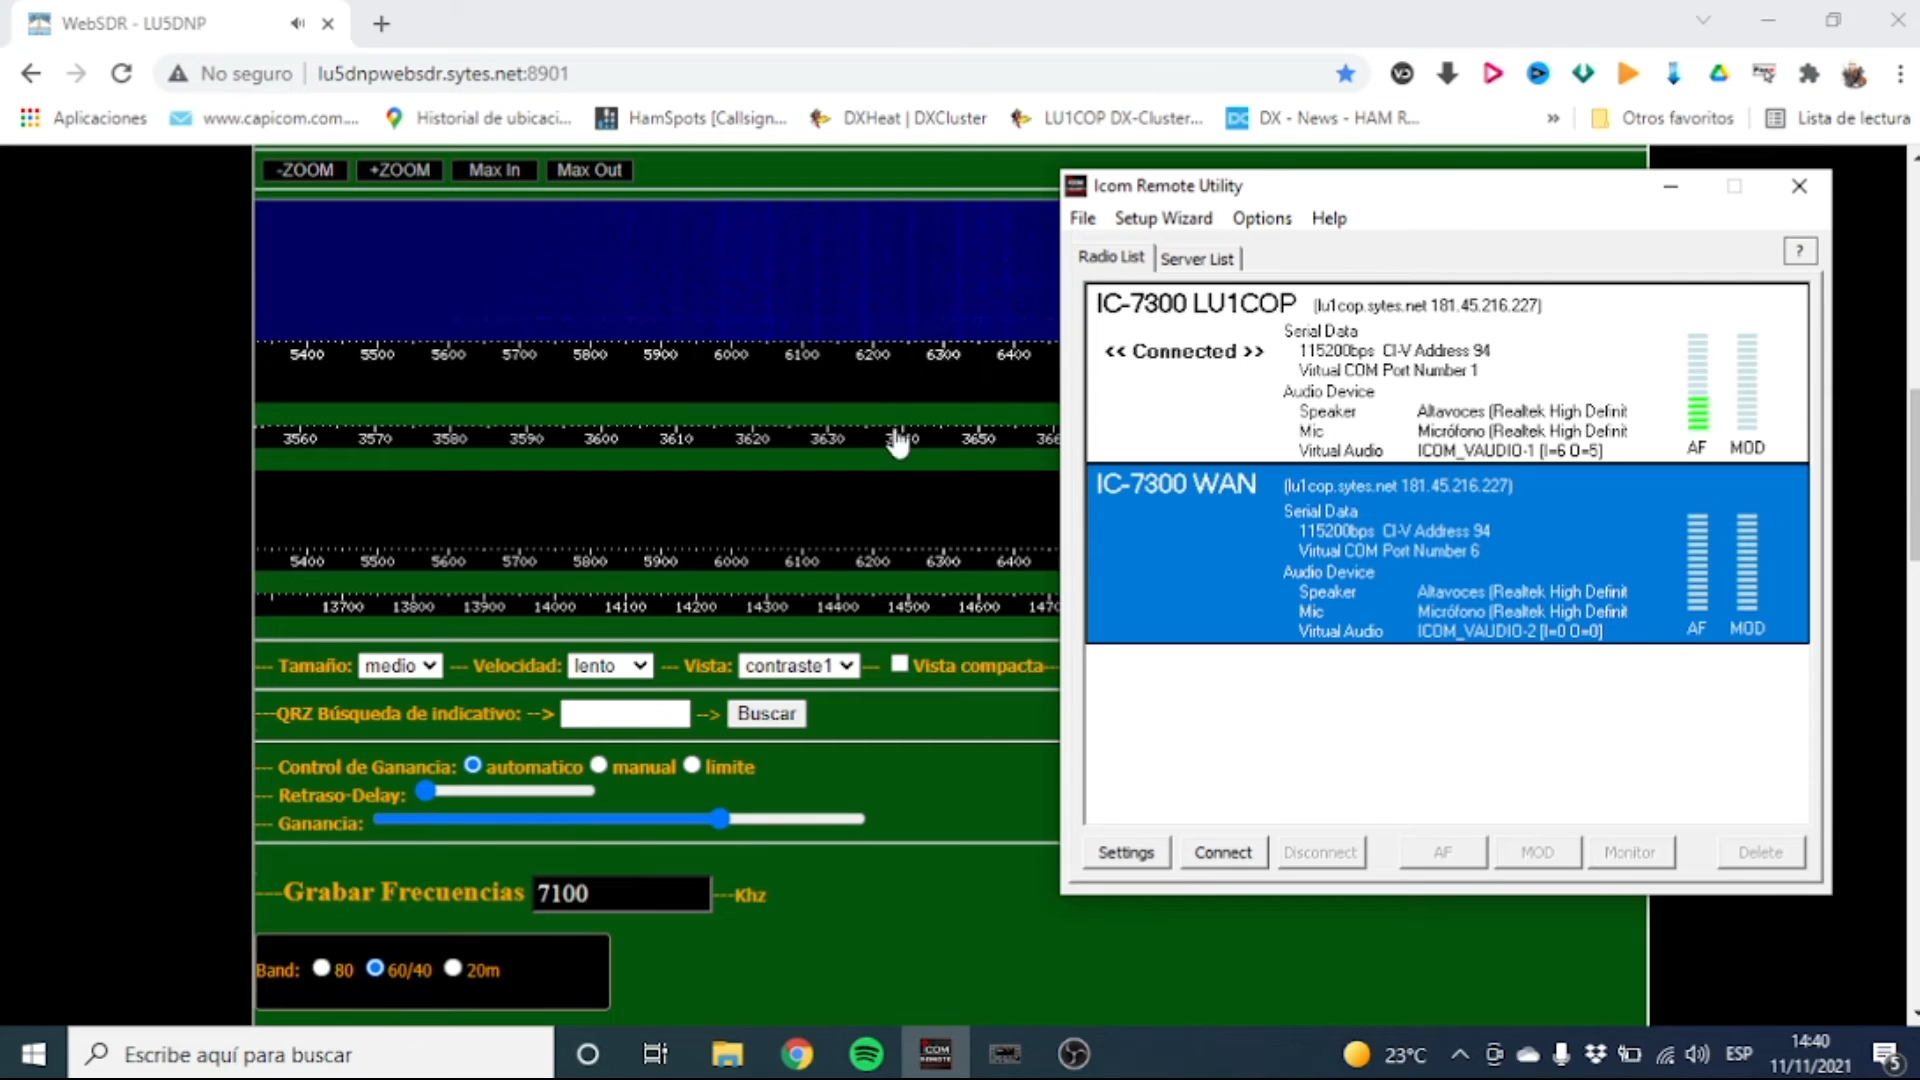 WebSDR - LU5DNP
No seguro lu5dnpwebsdr.sytes.net:8901
Aplicaciones www.capicom.com.... Historial de ubicaci... HamSpots [Callsign... DXHeat | DXCluster LU1COP DX-Cluster... DX - News - HAM R... » Otros favoritos Lista de lectura
-ZOOM +ZOOM Max In Max Out
5400 5500 5600 5700 5800 5900 6000 6100 6200 6300 6400
3560 3570 3580 3590 3600 3610 3620 3630 3650
5400 5500 5600 5700 5800 5900 6000 6100 6200 6300 6400
13700 13800 13900 14000 14100 14200 14300 14400 14500 14600
--- Tamaño: medio --- Velocidad: lento --- Vista: contraste1 --- Vista compacta---
---QRZ Búsqueda de indicativo: --> --> Buscar
--- Control de Ganancia: automatico manual limite
--- Retraso-Delay:
--- Ganancia:
---Grabar Frecuencias 7100 ---Khz
Band: 80 60/40 20m
Icom Remote Utility
File Setup Wizard Options Help
Radio List Server List ?
IC-7300 LU1COP (lu1cop.sytes.net 181.45.216.227)
Serial Data
<< Connected >> 115200bps CI-V Address 94
Virtual COM Port Number 1
Audio Device
Speaker Altavoces (Realtek High Definit
Mic Micrófono (Realtek High Definit
Virtual Audio ICOM_VAUDIO-1 [I=6 O=5] AF MOD
IC-7300 WAN (lu1cop.sytes.net 181.45.216.227)
Serial Data
115200bps CI-V Address 94
Virtual COM Port Number 6
Audio Device
Speaker Altavoces (Realtek High Definit
Mic Micrófono (Realtek High Definit
Virtual Audio ICOM_VAUDIO-2 [I=0 O=0] AF MOD
Settings Connect Disconnect AF MOD Monitor Delete
Escribe aquí para buscar
ICOM
REMOTE
23°C ESP 14:40
11/11/2021 5